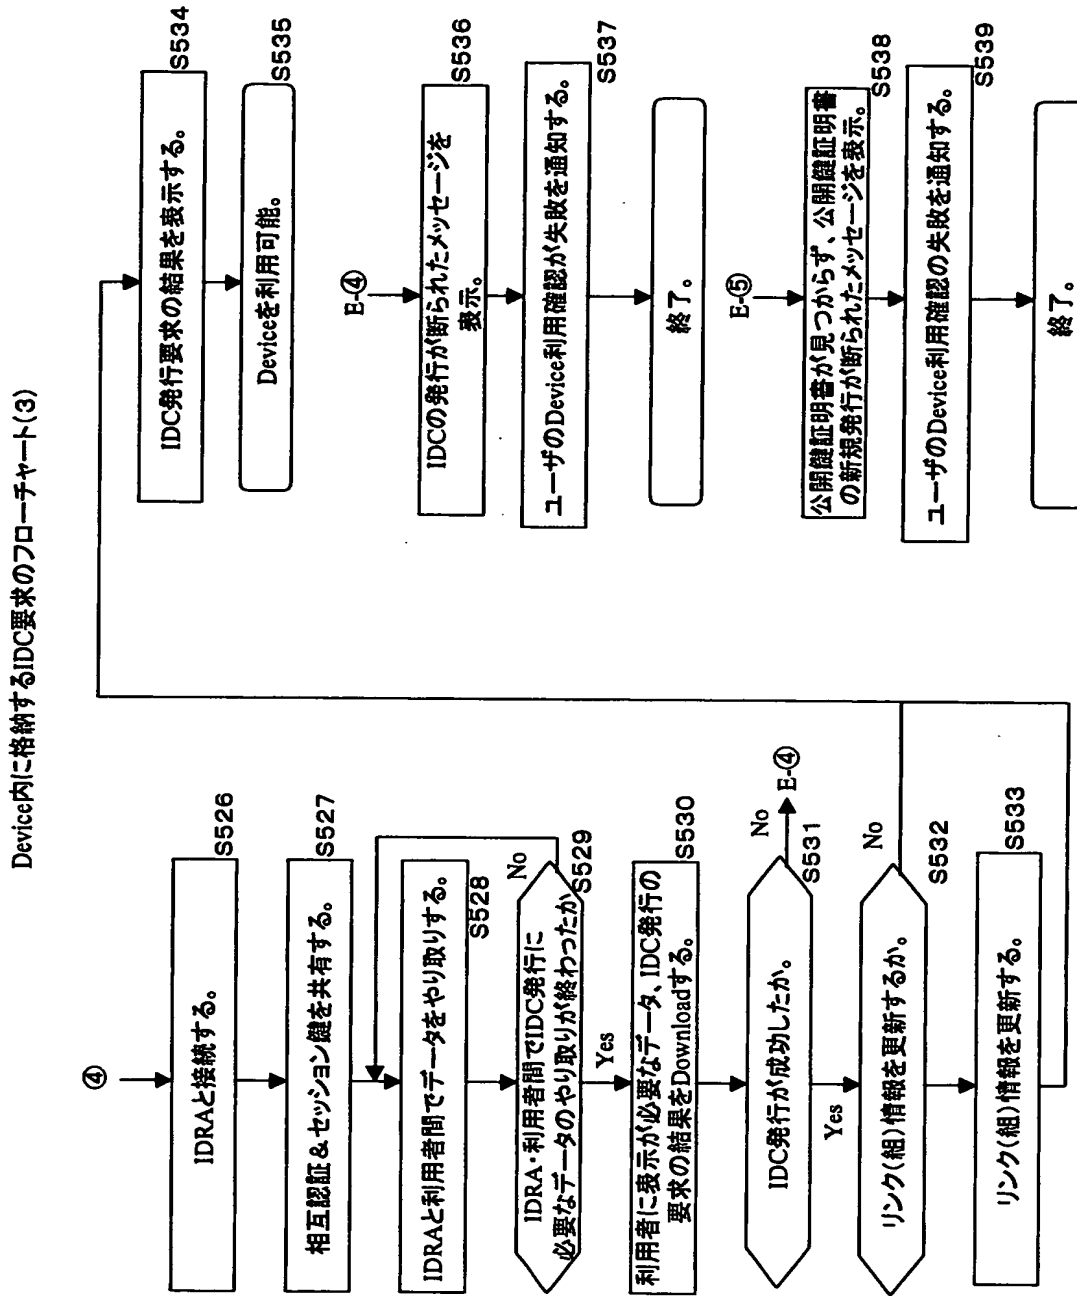 Device内に格納するIDC要求のフローチャート(3)
④
IDRAと接続する。
S526
相互認証&セッション鍵を共有する。
S527
IDRAと利用者間でデータをやり取りする。
S528
IDRA・利用者間でIDC発行に
必要なデータのやり取りが終わったか
S529
No
Yes
利用者に表示が必要なデータ、IDC発行の
要求の結果をDownloadする。
S530
IDC発行が成功したか。
S531
No
E-④
Yes
リンク(組)情報を更新するか。
S532
No
リンク(組)情報を更新する。
S533
IDC発行要求の結果を表示する。
S534
Deviceを利用可能。
S535
E-④
IDCの発行が断られたメッセージを
表示。
S536
ユーザのDevice利用確認が失敗を通知する。
S537
終了。
E-⑤
公開鍵証明書が見つからず、公開鍵証明書
の新規発行が断られたメッセージを表示。
S538
ユーザのDevice利用確認の失敗を通知する。
S539
終了。